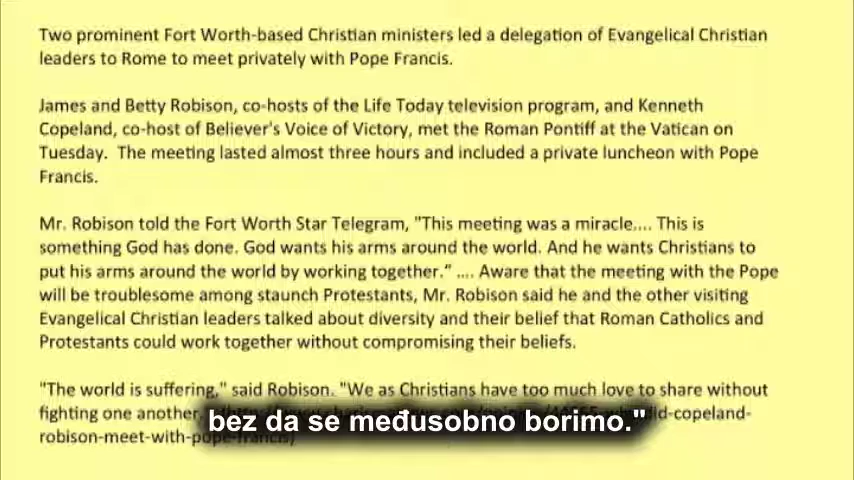 Two prominent Fort Worth-based Christian ministers led a delegation of Evangelical Christian
leaders to Rome to meet privately with Pope Francis.
James and Betty Robison, co-hosts of the Life Today television program, and Kenneth
Copeland, co-host of Believer's Voice of Victory, met the Roman Pontiff at the Vatican on
Tuesday. The meeting lasted almost three hours and included a private luncheon with Pope
Francis.
Mr. Robison told the Fort Worth Star Telegram, "This meeting was a miracle.... This is
something God has done. God wants his arms around the world. And he wants Christians to
put his arms around the world by working together." .... Aware that the meeting with the Pope
will be troublesome among staunch Protestants, Mr. Robison said he and the other visiting
Evangelical Christian leaders talked about diversity and their belief that Roman Catholics and
Protestants could work together without compromising their beliefs.
"The world is suffering," said Robison. "We as Christians have too much love to share without
fighting one another.
bez da se međusobno borimo."
robison-meet-with-pope-francis)